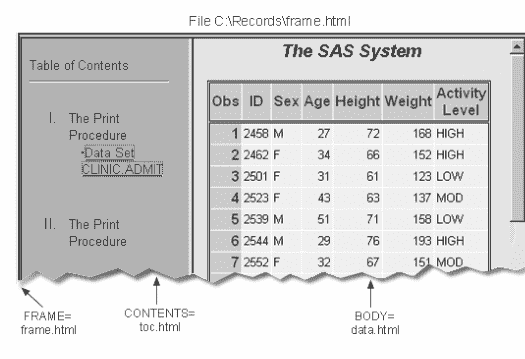 File C:\Records\frame.html
Table of Contents
I. The Print
Procedure
•Data Set
CLINIC.ADMIT
II. The Print
Procedure
The SAS System
Obs ID Sex Age Height Weight Activity Level
1 2458 M 27 72 168 HIGH
2 2462 F 34 66 152 HIGH
3 2501 F 31 61 123 LOW
4 2523 F 43 63 137 MOD
5 2539 M 51 71 158 LOW
6 2544 M 29 76 193 HIGH
7 2552 F 32 67 151 MOD
FRAME=
frame.html
CONTENTS=
toc.html
BODY=
data.html